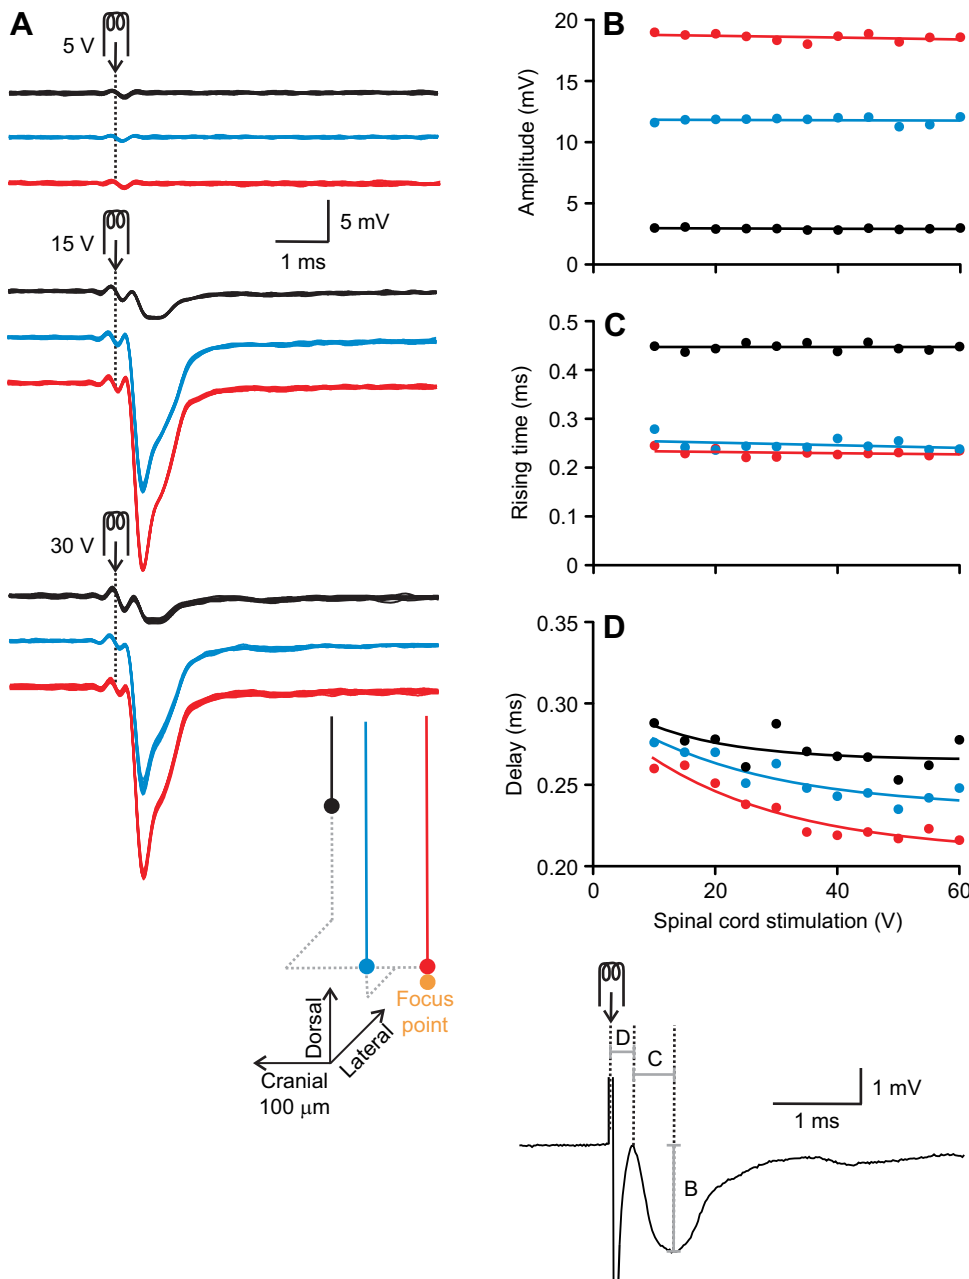 A
5 V
5 mV
1 ms
15 V
30 V
Focus
point
Dorsal
Lateral
Cranial
100 μm
B
Amplitude (mV)
20
15
10
5
0
C
Rising time (ms)
0.5
0.4
0.3
0.2
0.1
0
D
Delay (ms)
0.35
0.30
0.25
0.20
0
20
40
60
Spinal cord stimulation (V)
D
C
B
1 mV
1 ms